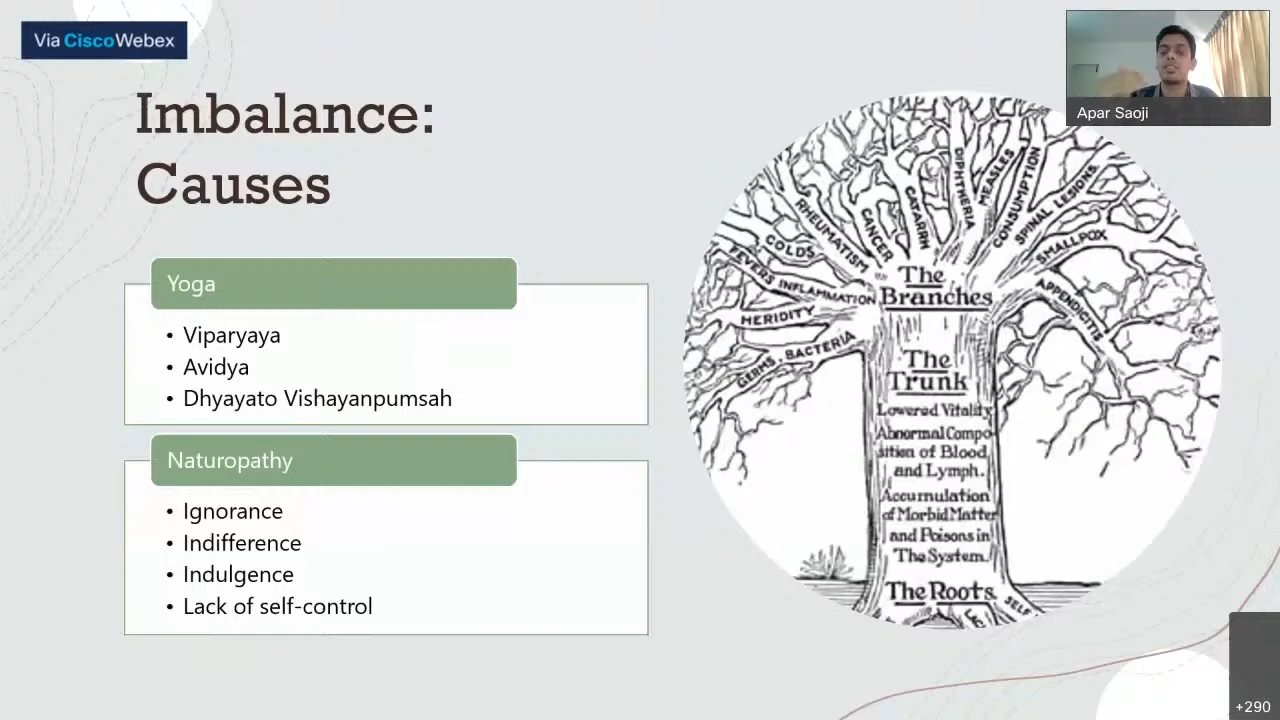 Via CiscoWebex
Apar Saoji
Imbalance:
Causes
Yoga
• Viparyaya
• Avidya
• Dhyayato Vishayanpumsah
Naturopathy
• Ignorance
• Indifference
• Indulgence
• Lack of self-control
GERMS, BACTERIA
MERIDITY
FEVERS INFLAMMATION
COLDS
RHEUMATISM
CANCER
CATARRH
DIPHTHERIA
MEASLES
CONSUMPTION
SPINAL LESIONS
SMALLPOX
APPENDICITIS
The
Branches
The
Trunk
Lowered Vitality
Abnormal Compo
sition of Blood,
and Lymph.
Accumulation
of Morbid Matter
and Poisons in
The System.
The Roots.
SELF
+290